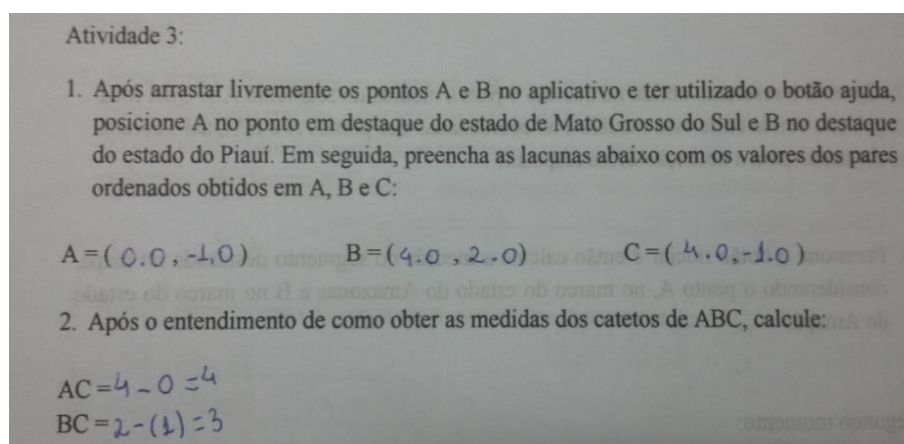 Atividade 3:
1. Após arrastar livremente os pontos A e B no aplicativo e ter utilizado o botão ajuda,
posicione A no ponto em destaque do estado de Mato Grosso do Sul e B no destaque
do estado do Piauí. Em seguida, preencha as lacunas abaixo com os valores dos pares
ordenados obtidos em A, B e C:
A=( 0.0, -1.0 ) B=(4.0 , 2.0) C=( 4.0, -1.0 )
2. Após o entendimento de como obter as medidas dos catetos de ABC, calcule:
AC=4-0=4
BC=2-(1)=3